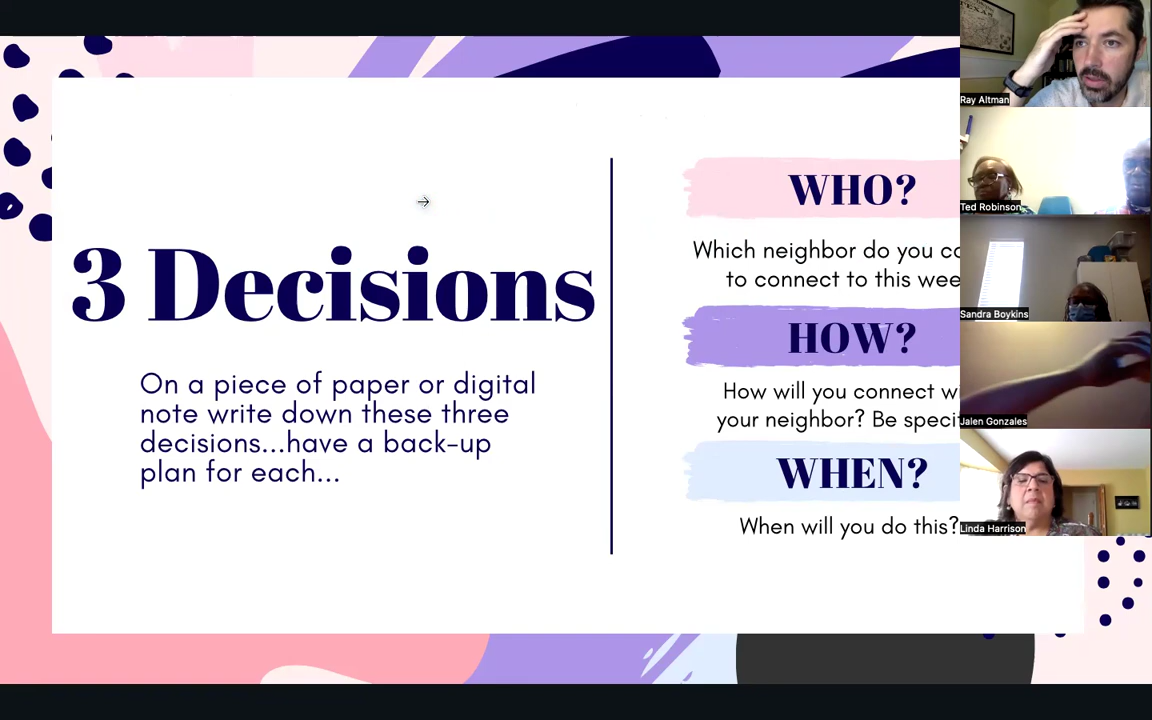 3 Decisions
On a piece of paper or digital
note write down these three
decisions...have a back-up
plan for each...
WHO?
Which neighbor do you
to connect to this
HOW?
How will you connect
your neighbor? Be
WHEN?
When will you do this?
Ray Altman
Ted Robinson
Sandra Boykins
Jalen Gonzales
Linda Harrison